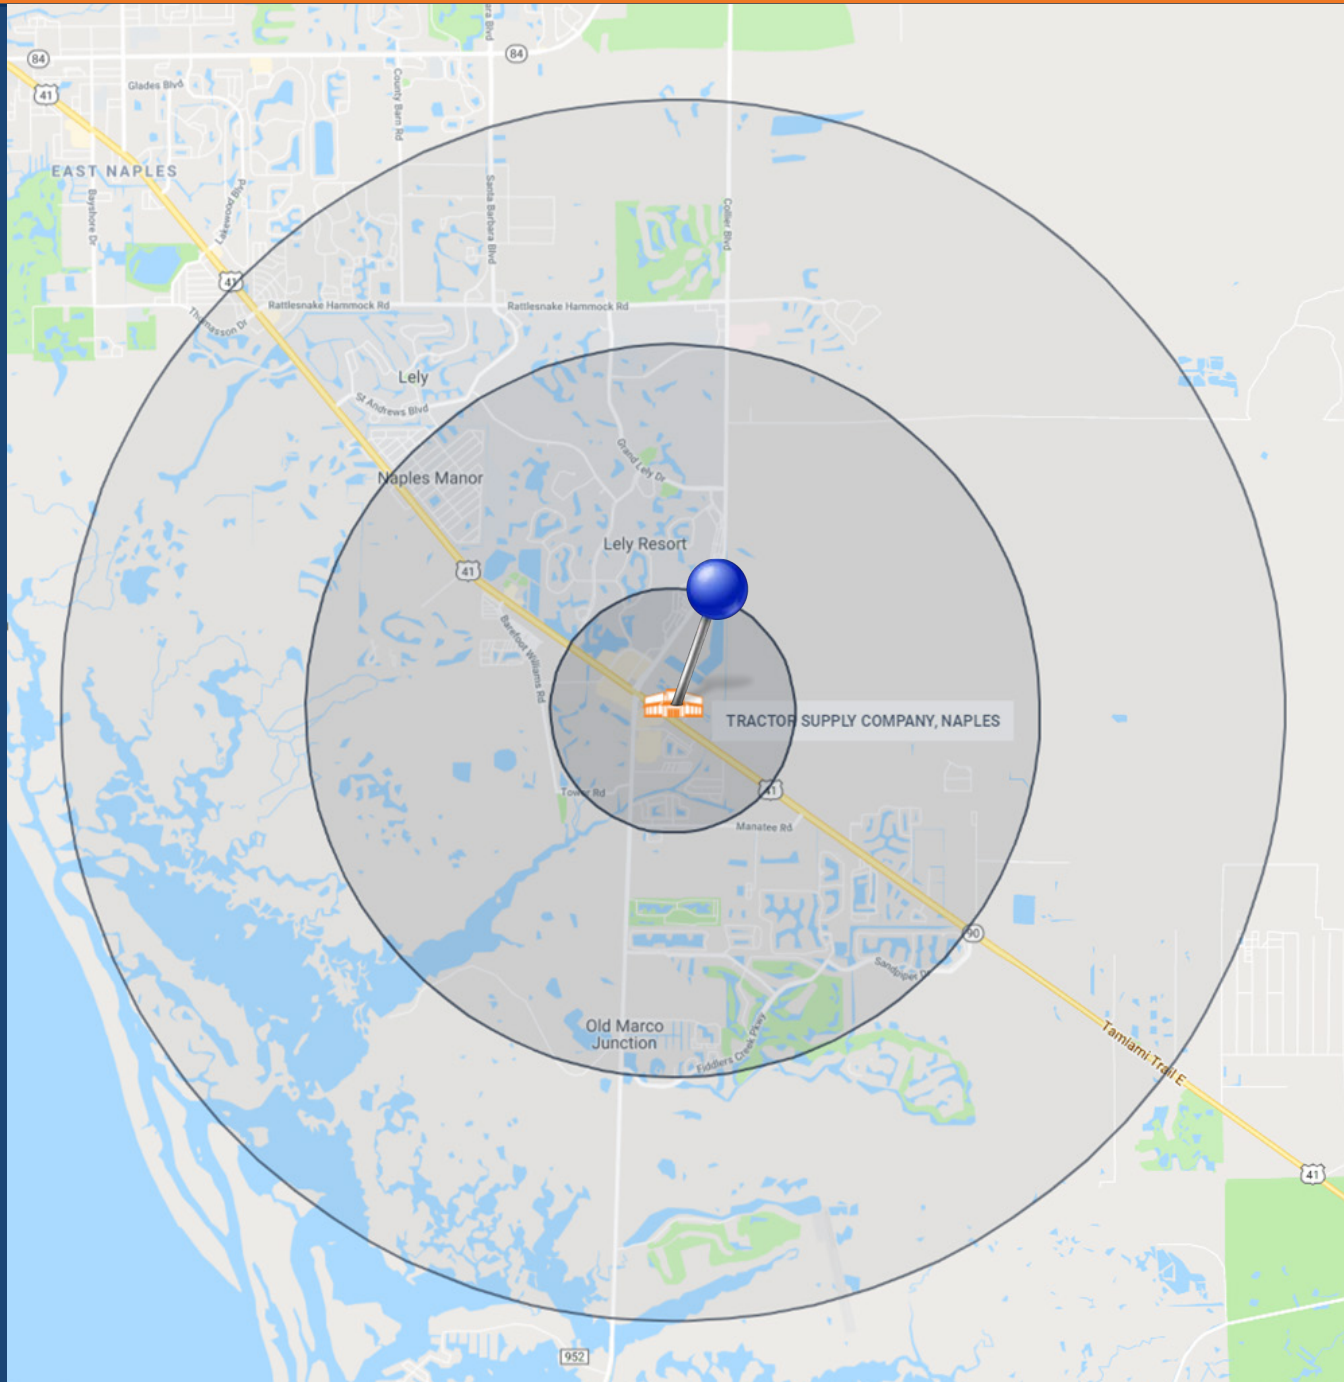 ara Blvd
84
84
41
Glades Blvd
County Barn Rd
EAST NAPLES
Bayshore Dr
Lakewood Blvd
Santa Barbara Blvd
Collier Blvd
41
Rattlesnake Hammock Rd
Rattlesnake Hammock Rd
Thomasson Dr
Lely
St Andrews Blvd
Grand Lely Dr
Naples Manor
Lely Resort
41
Barefoot Williams Rd
TRACTOR SUPPLY COMPANY, NAPLES
Tower Rd
41
Manatee Rd
90
Sandpiper Dr
Old Marco
Junction
Fiddlers Creek Pkwy
Tamiami Trail E
41
952